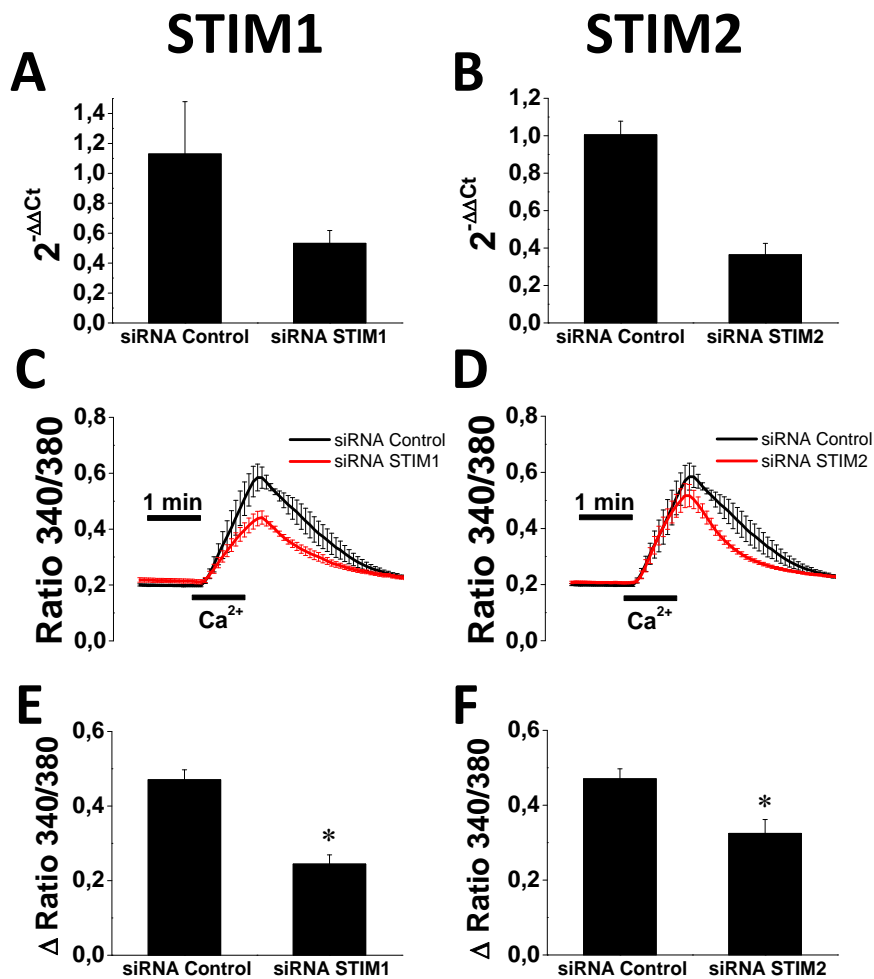 STIM1
STIM2
A
2^-ΔΔCt
1,4
1,2
1,0
0,8
0,6
0,4
0,2
0,0
siRNA Control
siRNA STIM1
B
2^-ΔΔCt
1,2
1,0
0,8
0,6
0,4
0,2
0,0
siRNA Control
siRNA STIM2
C
Ratio 340/380
0,8
0,6
0,4
0,2
0,0
siRNA Control
siRNA STIM1
1 min
Ca²⁺
D
Ratio 340/380
0,8
0,6
0,4
0,2
0,0
siRNA Control
siRNA STIM2
1 min
Ca²⁺
E
Δ Ratio 340/380
0,6
0,4
0,2
0,0
*
siRNA Control
siRNA STIM1
F
Δ Ratio 340/380
0,6
0,4
0,2
0,0
*
siRNA Control
siRNA STIM2